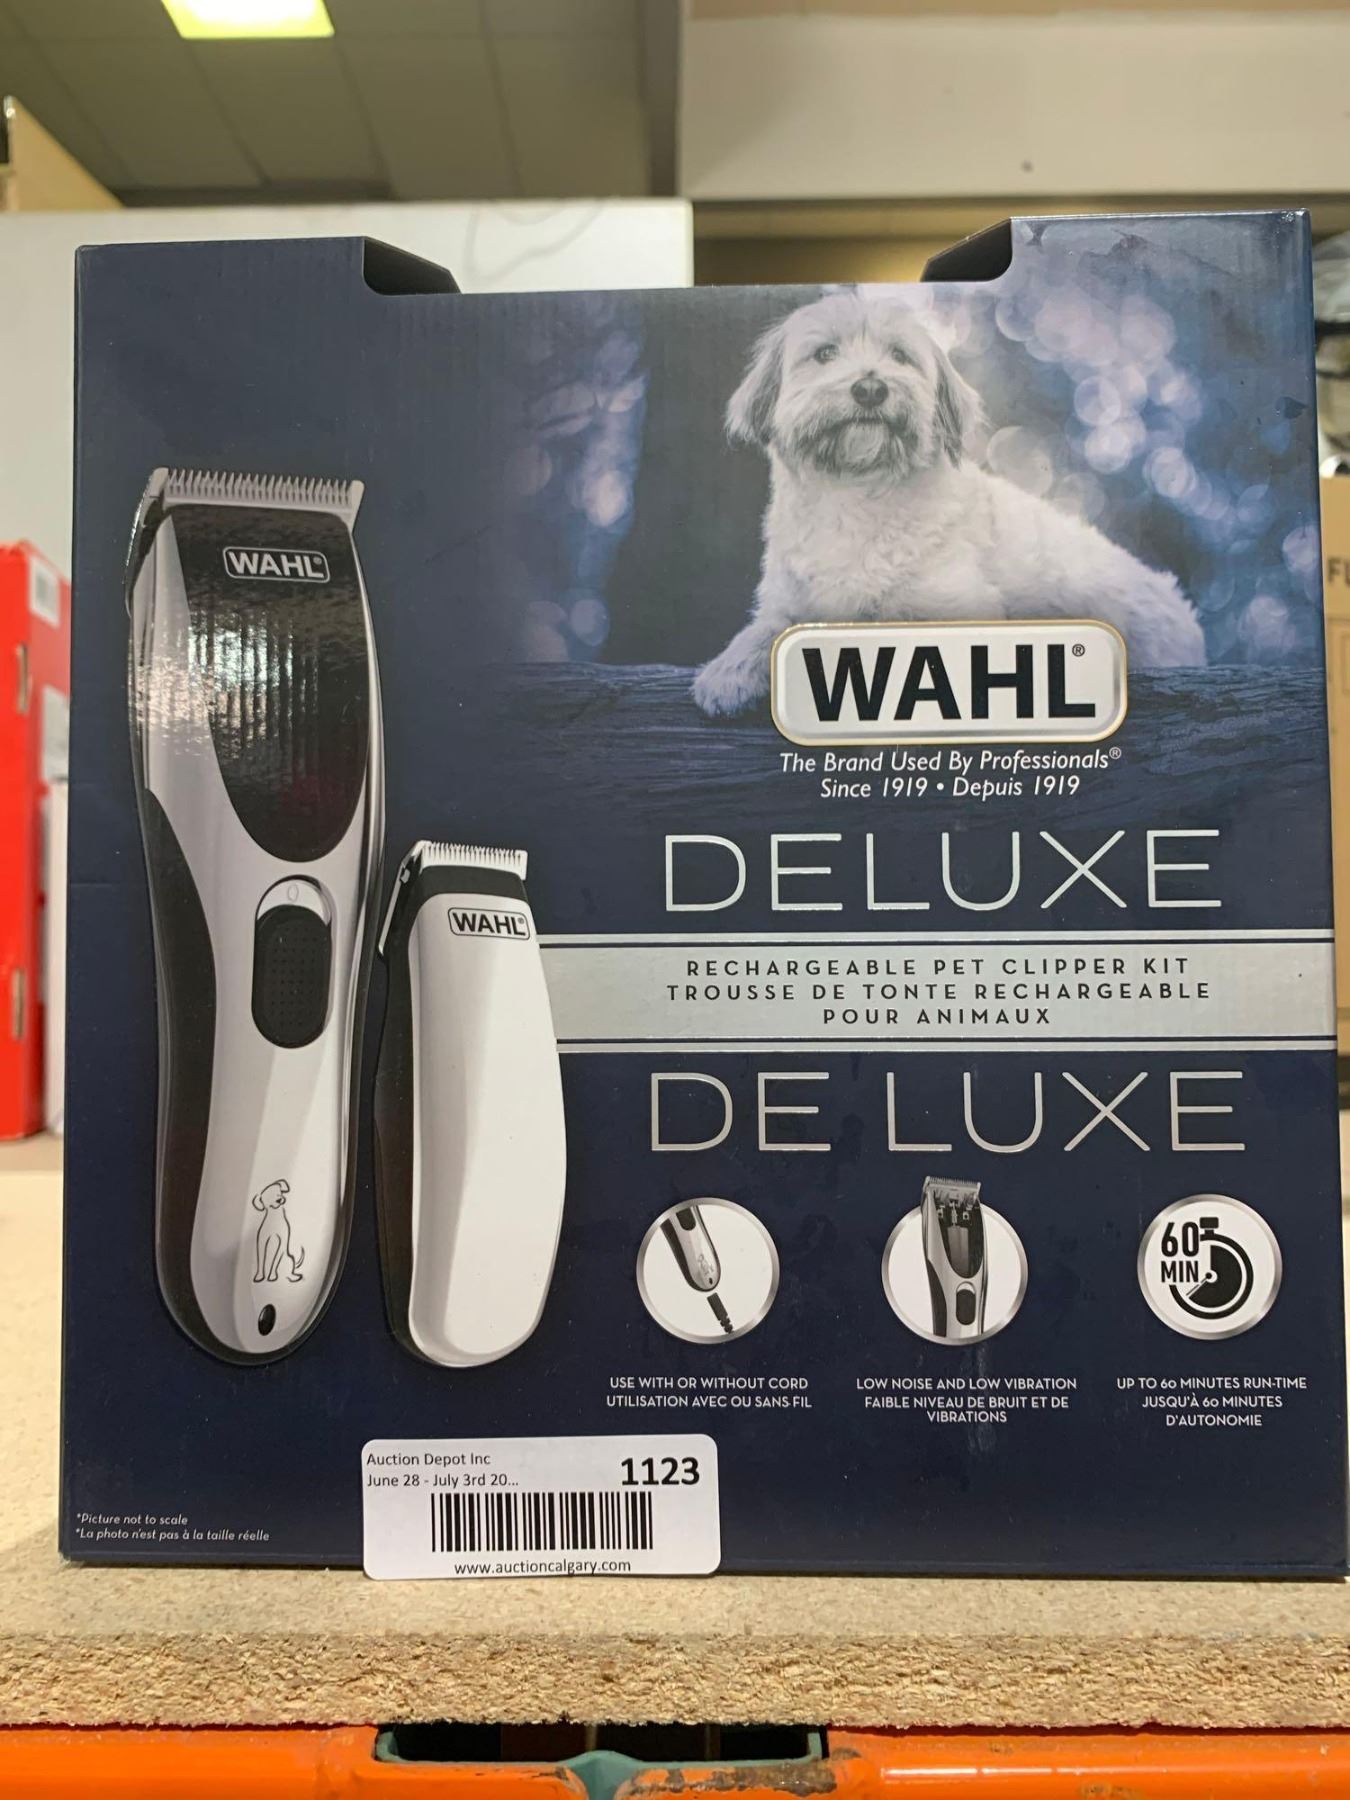 WAHL®
WAHL®
WAHL®
The Brand Used By Professionals®
Since 1919 • Depuis 1919
DELUXE
RECHARGEABLE PET CLIPPER KIT
TROUSSE DE TONTE RECHARGEABLE
POUR ANIMAUX
DE LUXE
60
MIN
USE WITH OR WITHOUT CORD
UTILISATION AVEC OU SANS FIL
LOW NOISE AND LOW VIBRATION
FAIBLE NIVEAU DE BRUIT ET DE
VIBRATIONS
UP TO 60 MINUTES RUN-TIME
JUSQU'À 60 MINUTES
D'AUTONOMIE
Auction Depot Inc
June 28 - July 3rd 20...
1123
www.auctioncalgary.com
*Picture not to scale
*La photo n'est pas à la taille réelle